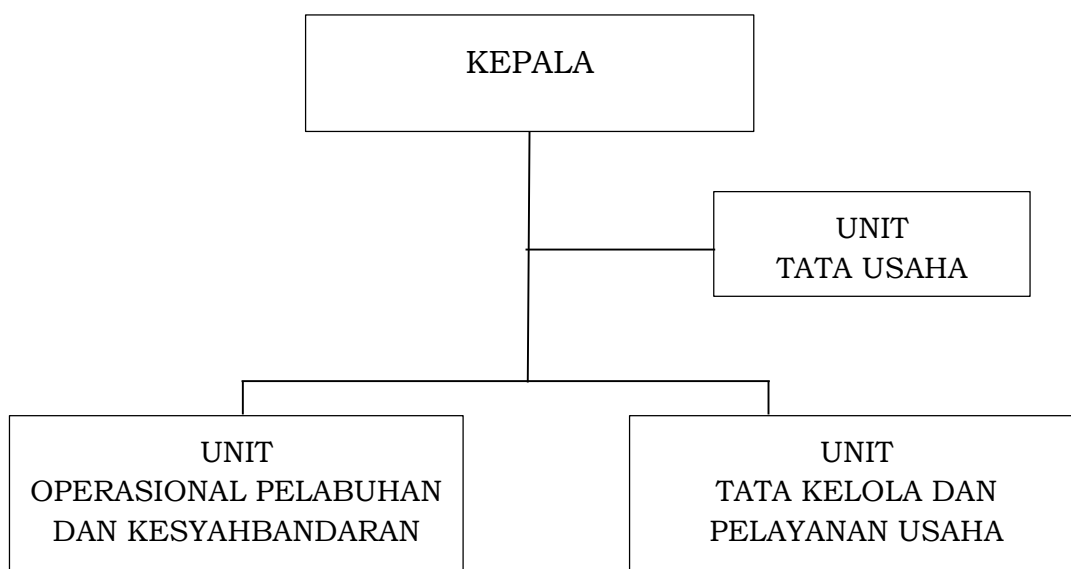 KEPALA
UNIT
TATA USAHA
UNIT
OPERASIONAL PELABUHAN
DAN KESYAHBANDARAN
UNIT
TATA KELOLA DAN
PELAYANAN USAHA